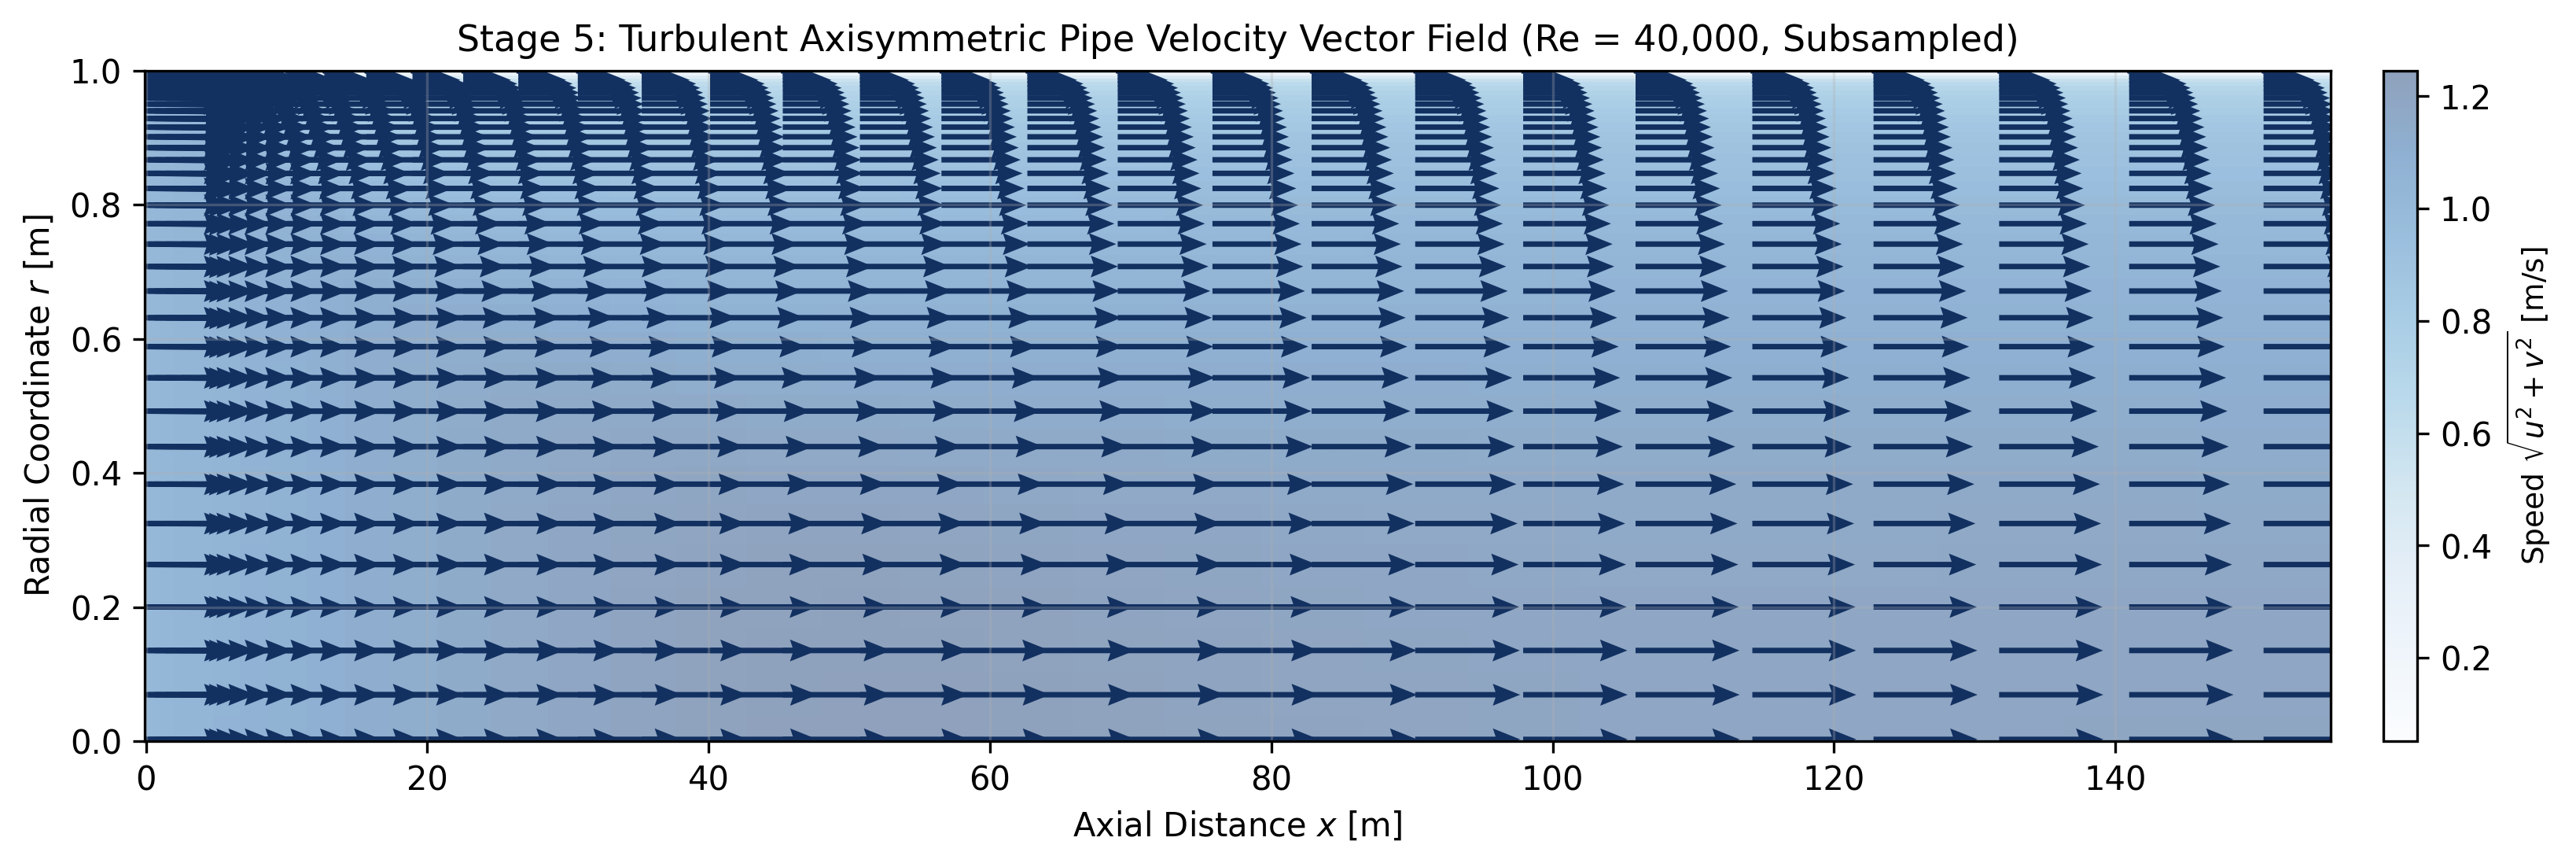 Stage 5: Turbulent Axisymmetric Pipe Velocity Vector Field (Re = 40,000, Subsampled)
Radial Coordinate r [m]
1.0
0.8
0.6
0.4
0.2
0.0
0 20 40 60 80 100 120 140
Axial Distance x [m]
1.2
1.0
0.8
0.6
0.4
0.2
Speed √u² + v² [m/s]